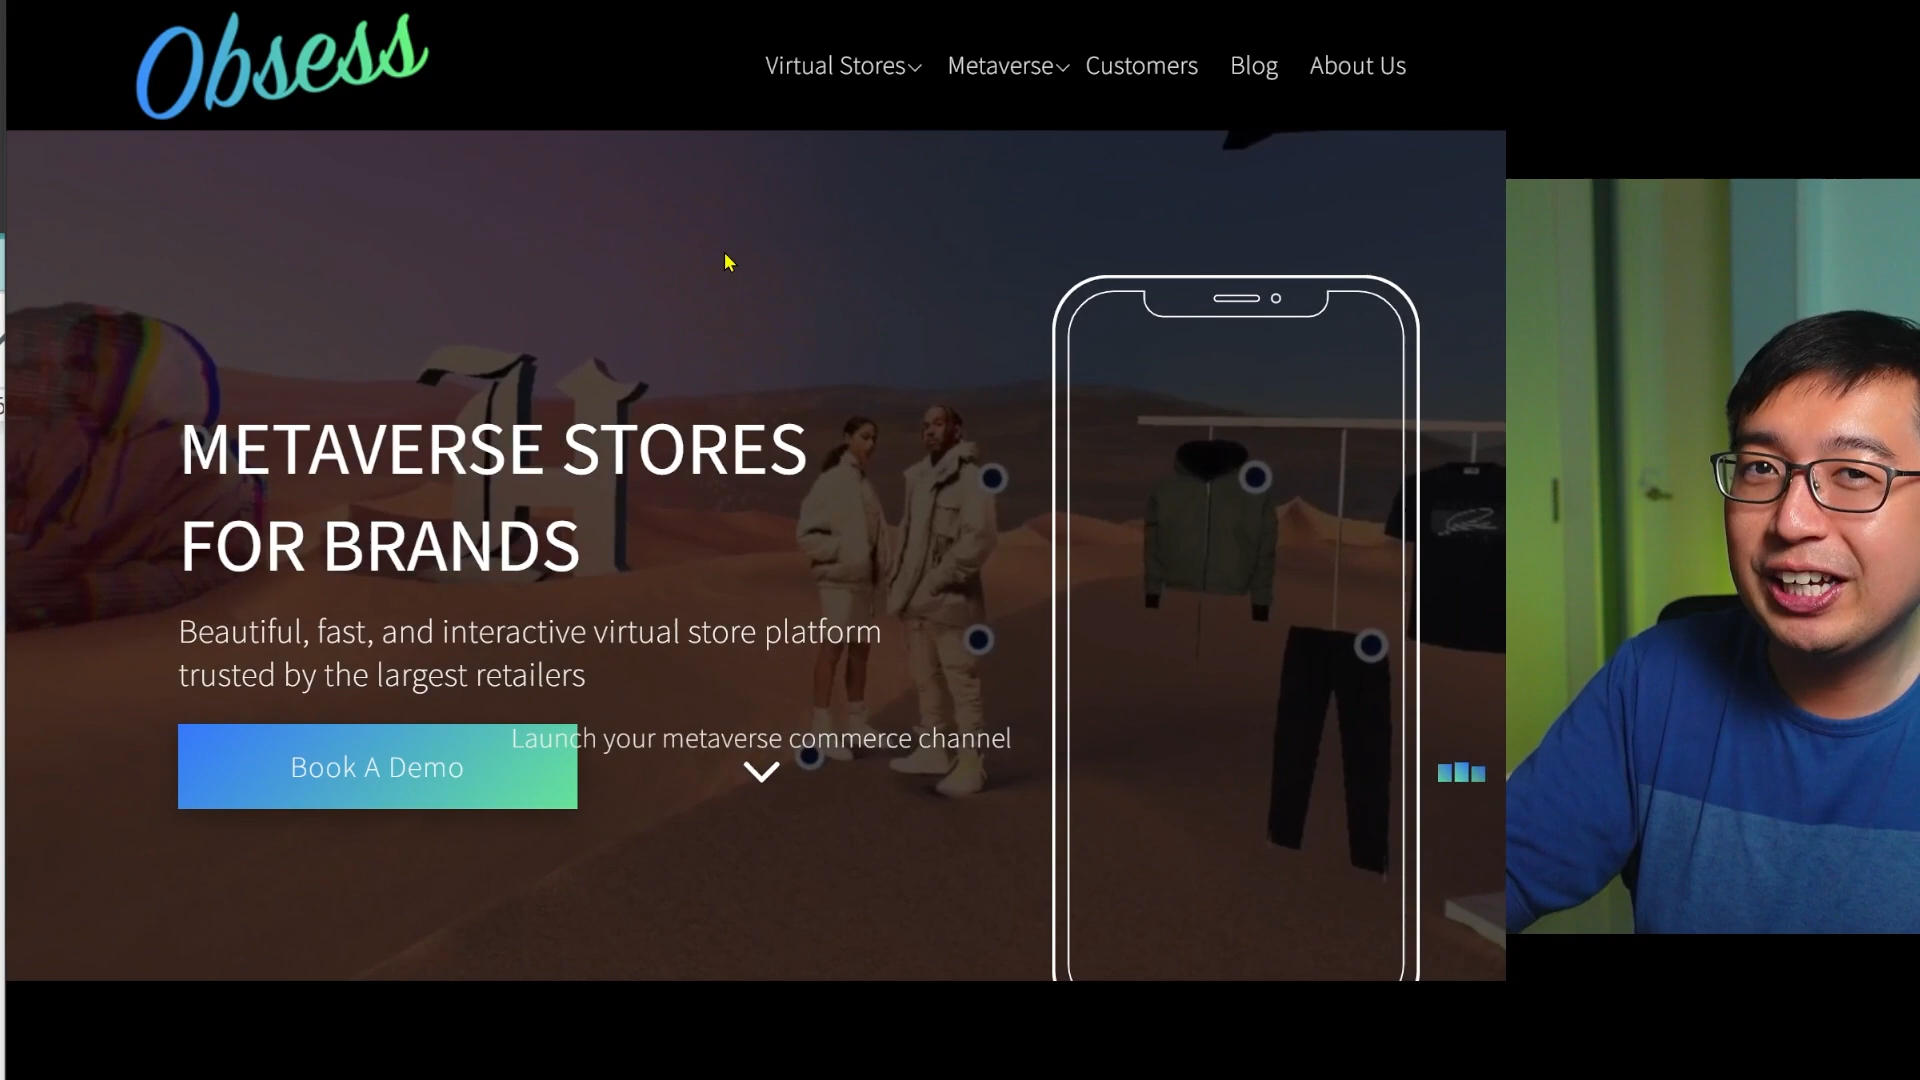 Obsess
Virtual Stores
Metaverse
Customers
Blog
About Us
METAVERSE STORES
FOR BRANDS
Beautiful, fast, and interactive virtual store platform
trusted by the largest retailers
Book A Demo
Launch your metaverse commerce channel